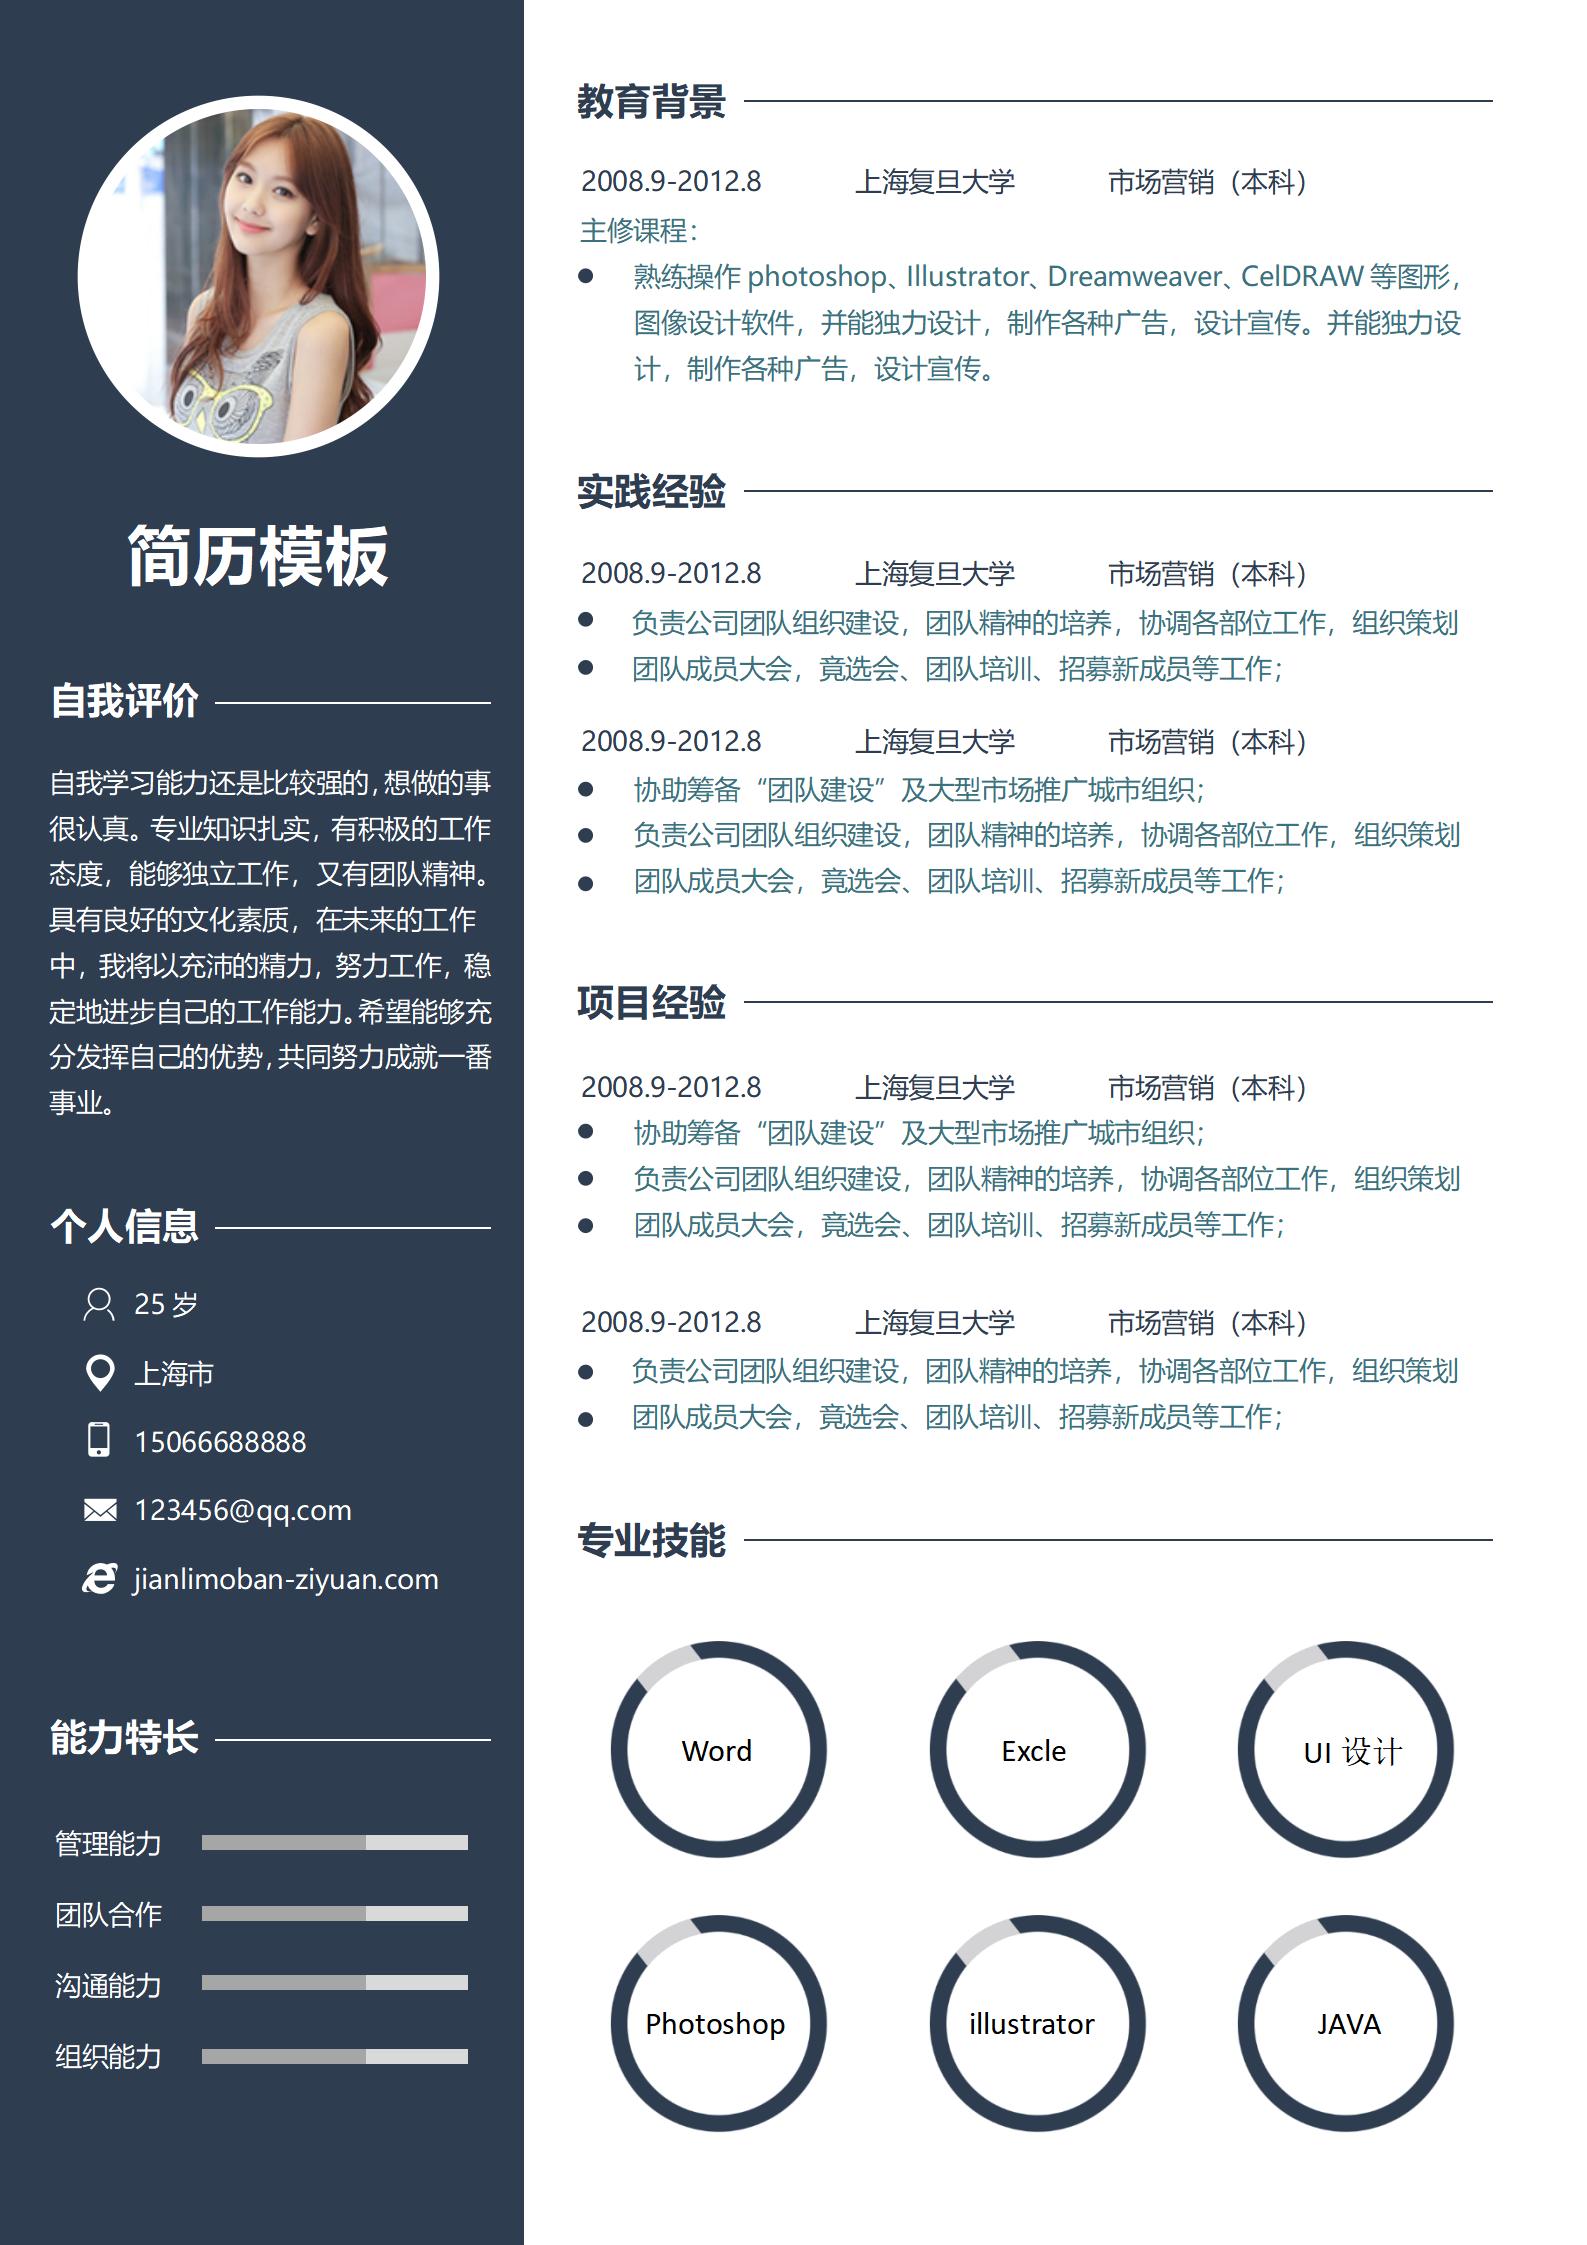 简历模板
自我评价
自我学习能力还是比较强的，想做的事
很认真。专业知识扎实，有积极的工作
态度，能够独立工作，又有团队精神。
具有良好的文化素质，在未来的工作
中，我将以充沛的精力，努力工作，稳
定地进步自己的工作能力。希望能够充
分发挥自己的优势，共同努力成就一番
事业。
个人信息
25 岁
上海市
15066688888
123456@qq.com
jianlimoban-ziyuan.com
能力特长
管理能力
团队合作
沟通能力
组织能力
教育背景
2008.9-2012.8 上海复旦大学 市场营销（本科）
主修课程：
熟练操作 photoshop、Illustrator、Dreamweaver、CelDRAW 等图形，
图像设计软件，并能独力设计，制作各种广告，设计宣传。并能独力设
计，制作各种广告，设计宣传。
实践经验
2008.9-2012.8 上海复旦大学 市场营销（本科）
负责公司团队组织建设，团队精神的培养，协调各部位工作，组织策划
团队成员大会，竟选会、团队培训、招募新成员等工作；
2008.9-2012.8 上海复旦大学 市场营销（本科）
协助筹备“团队建设”及大型市场推广城市组织；
负责公司团队组织建设，团队精神的培养，协调各部位工作，组织策划
团队成员大会，竟选会、团队培训、招募新成员等工作；
项目经验
2008.9-2012.8 上海复旦大学 市场营销（本科）
协助筹备“团队建设”及大型市场推广城市组织；
负责公司团队组织建设，团队精神的培养，协调各部位工作，组织策划
团队成员大会，竟选会、团队培训、招募新成员等工作；
2008.9-2012.8 上海复旦大学 市场营销（本科）
负责公司团队组织建设，团队精神的培养，协调各部位工作，组织策划
团队成员大会，竟选会、团队培训、招募新成员等工作；
专业技能
Word
Excle
UI 设计
Photoshop
illustrator
JAVA